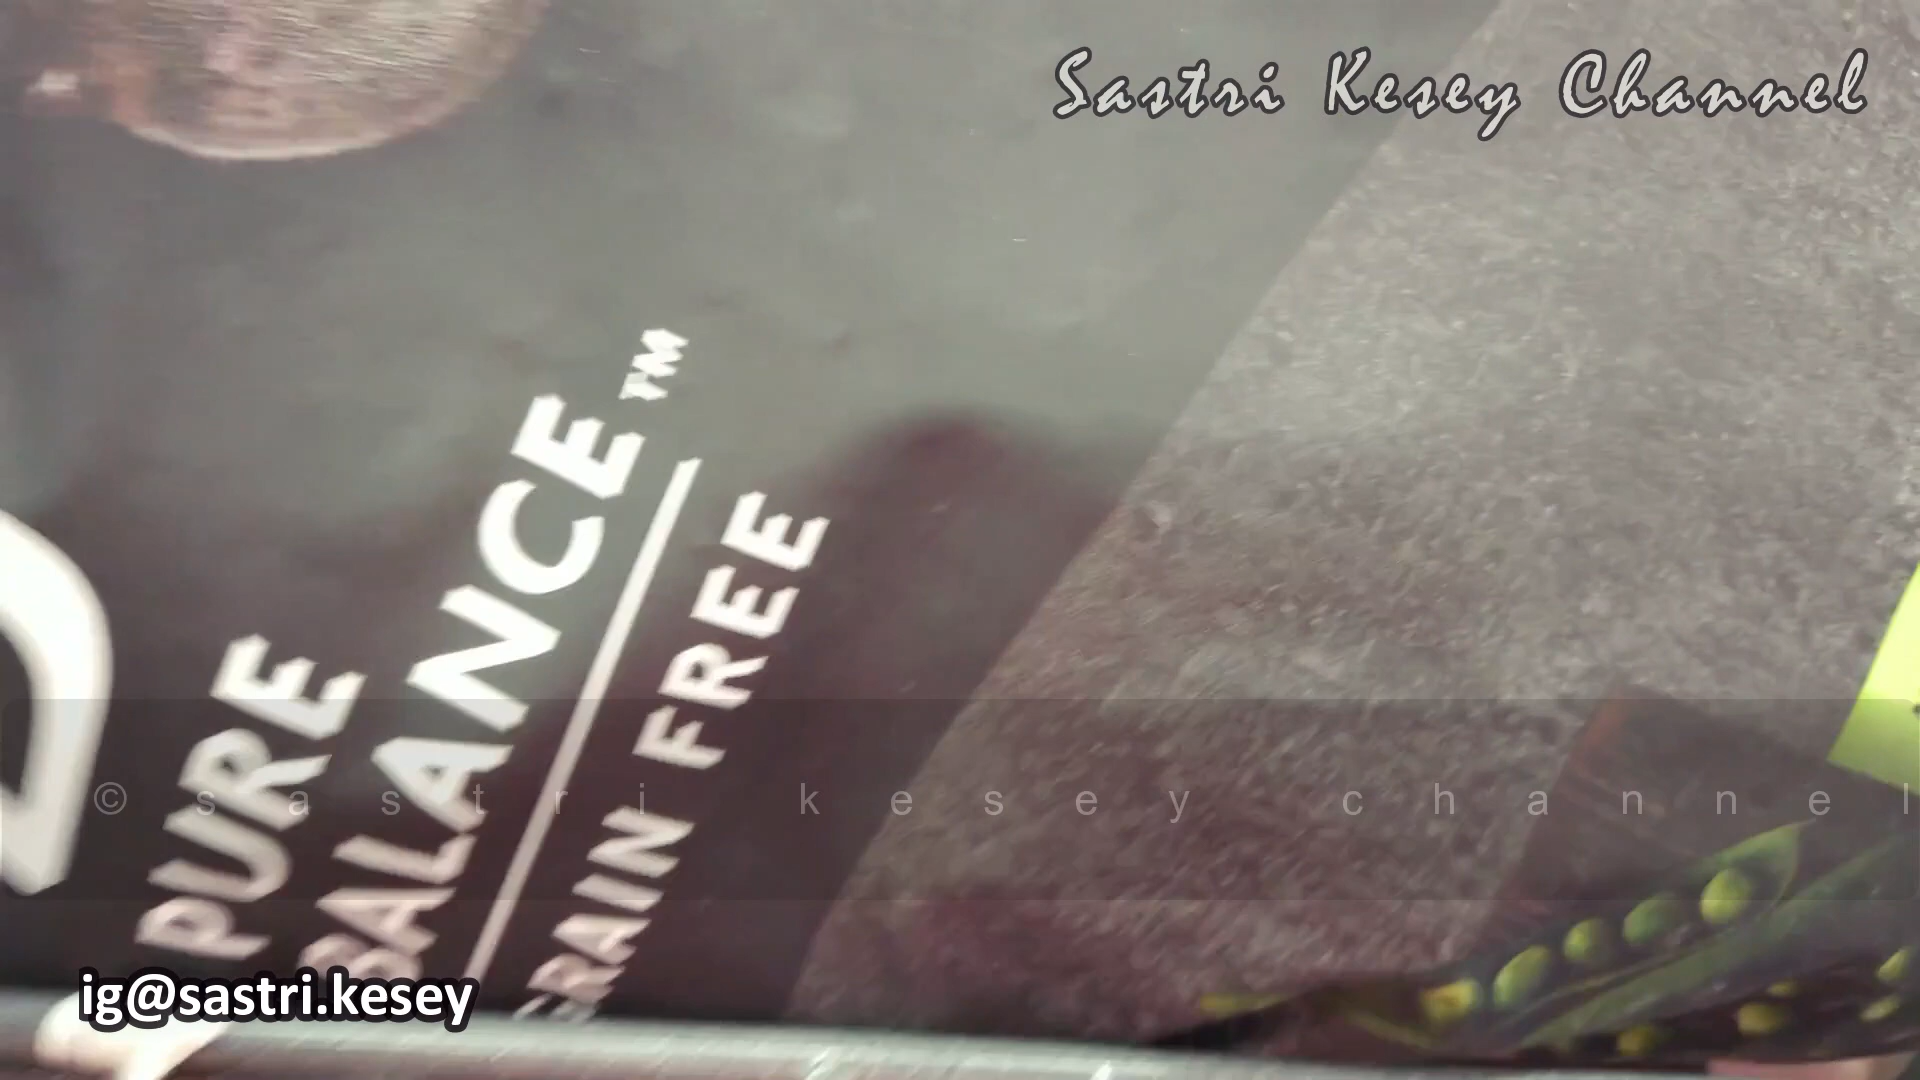 Sastri Kesey Channel
PURE
BALANCE™
GRAIN FREE
© sastri kesey channel
ig@sastri.kesey